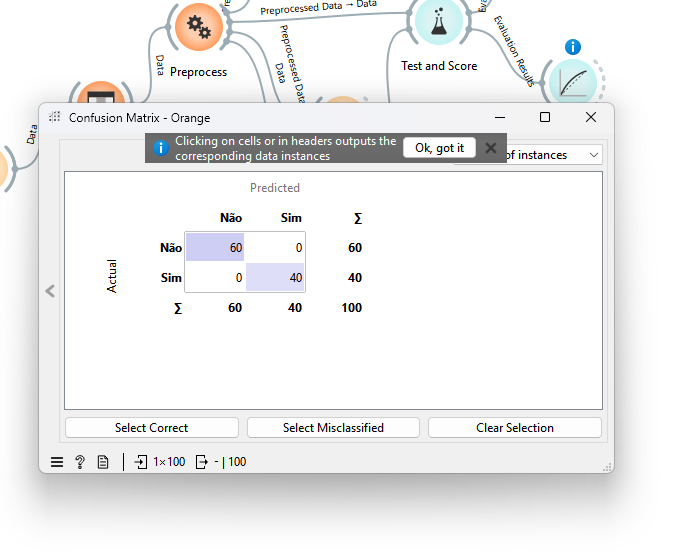 Preprocessed Data → Data
Data
Preprocess
Preprocessed Data
Data
Test and Score
Evaluation Results
Data
Confusion Matrix - Orange
Clicking on cells or in headers outputs the
corresponding data instances
Ok, got it
of instances
Predicted
Não Sim Σ
Actual
Não 60 0 60
Sim 0 40 40
Σ 60 40 100
Select Correct Select Misclassified Clear Selection
1×100 - | 100